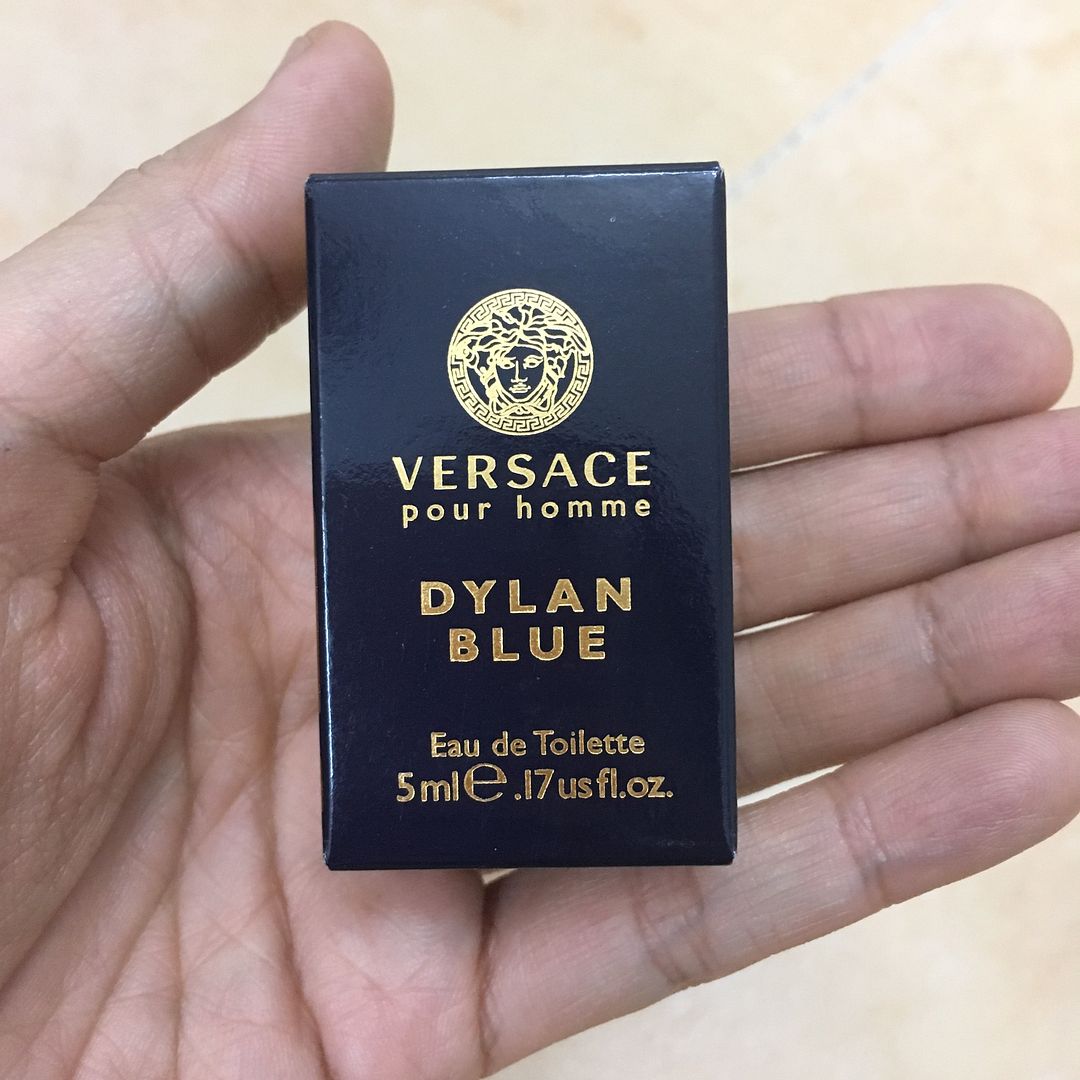 VERSACE
pour homme
DYLAN
BLUE
Eau de Toilette
5ml℮.17usfl.oz.